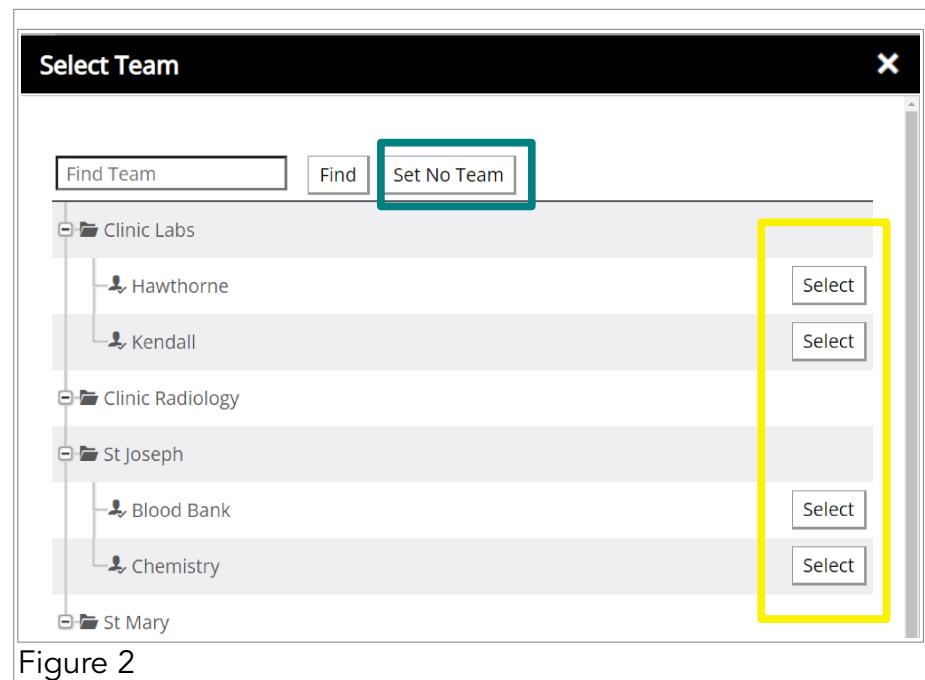 Select Team
Find Team Find Set No Team
Clinic Labs
Hawthorne Select
Kendall Select
Clinic Radiology
St Joseph
Blood Bank Select
Chemistry Select
St Mary
Figure 2